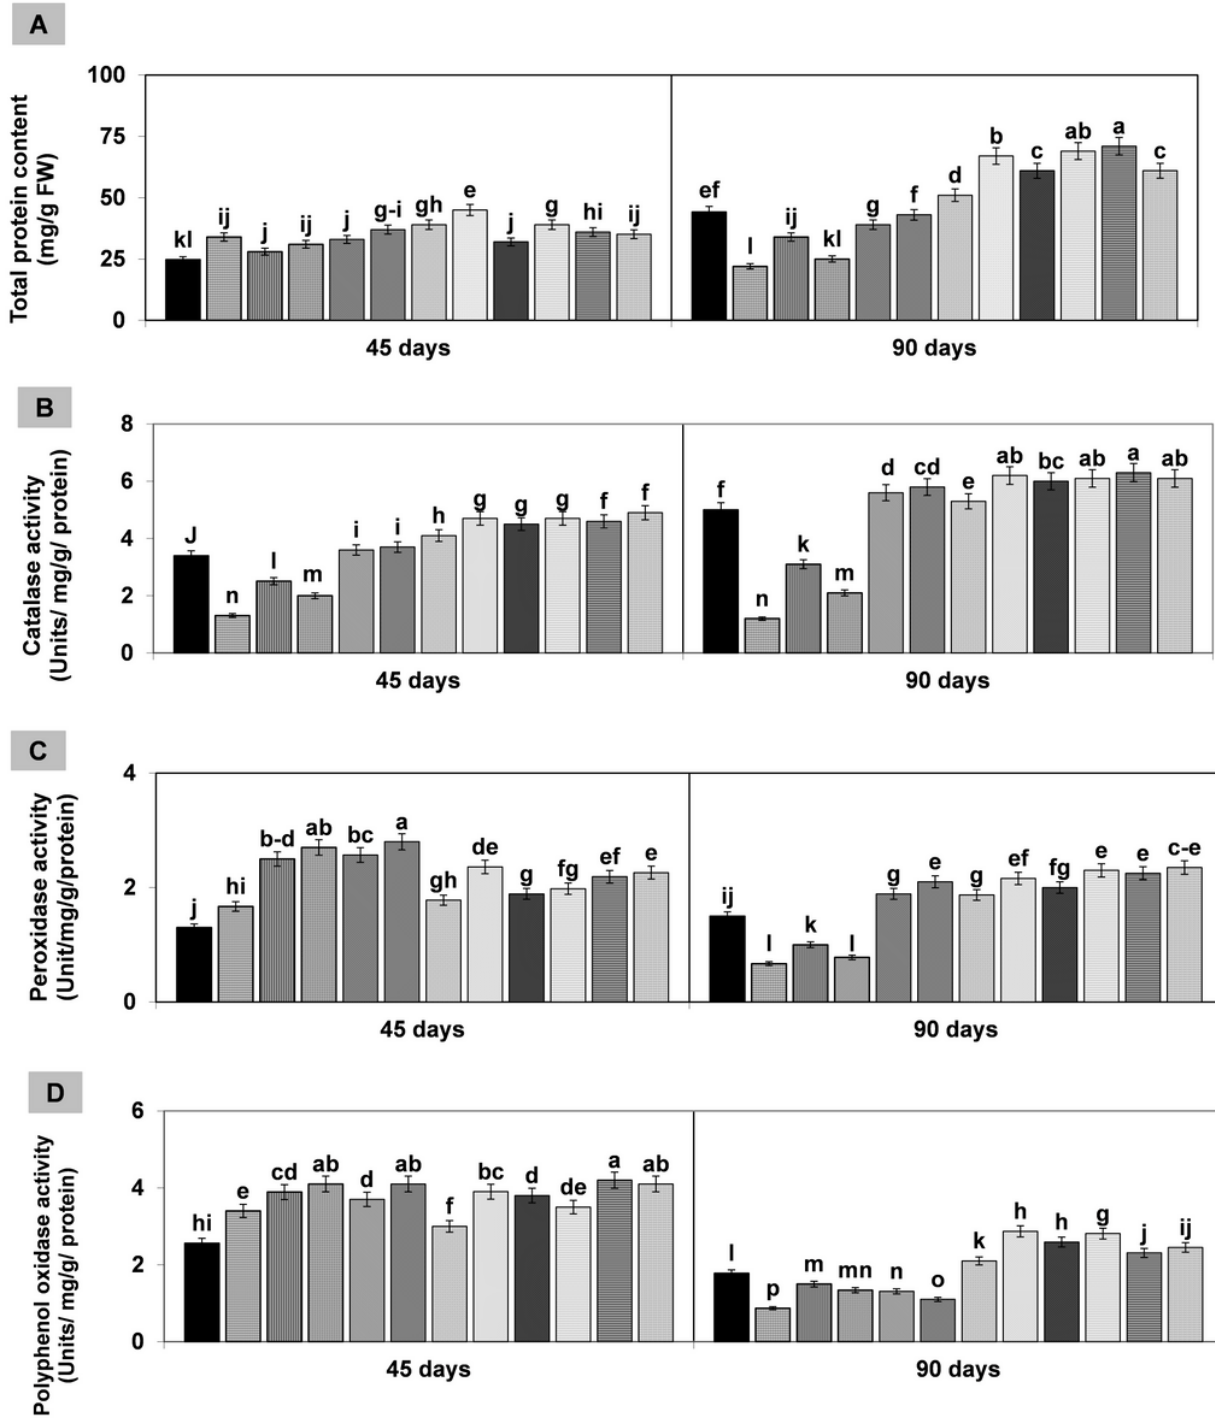 A
Total protein content
(mg/g FW)
100
75
50
25
0
kl ij j ij j g-i gh e j g hi ij
ef l ij kl g f d b c ab a c
45 days 90 days
B
Catalase activity
(Units/ mg/g/ protein)
8
6
4
2
0
J n l m i i h g g g f f
f n k m d cd e ab bc ab a ab
45 days 90 days
C
Peroxidase activity
(Unit/mg/g/protein)
4
2
0
j hi b-d ab bc a gh de g fg ef e
ij l k l g e g ef fg e e c-e
45 days 90 days
D
Polyphenol oxidase activity
(Units/ mg/g/ protein)
6
4
2
0
hi e cd ab d ab f bc d de a ab
l p m mn n o k h h g j ij
45 days 90 days